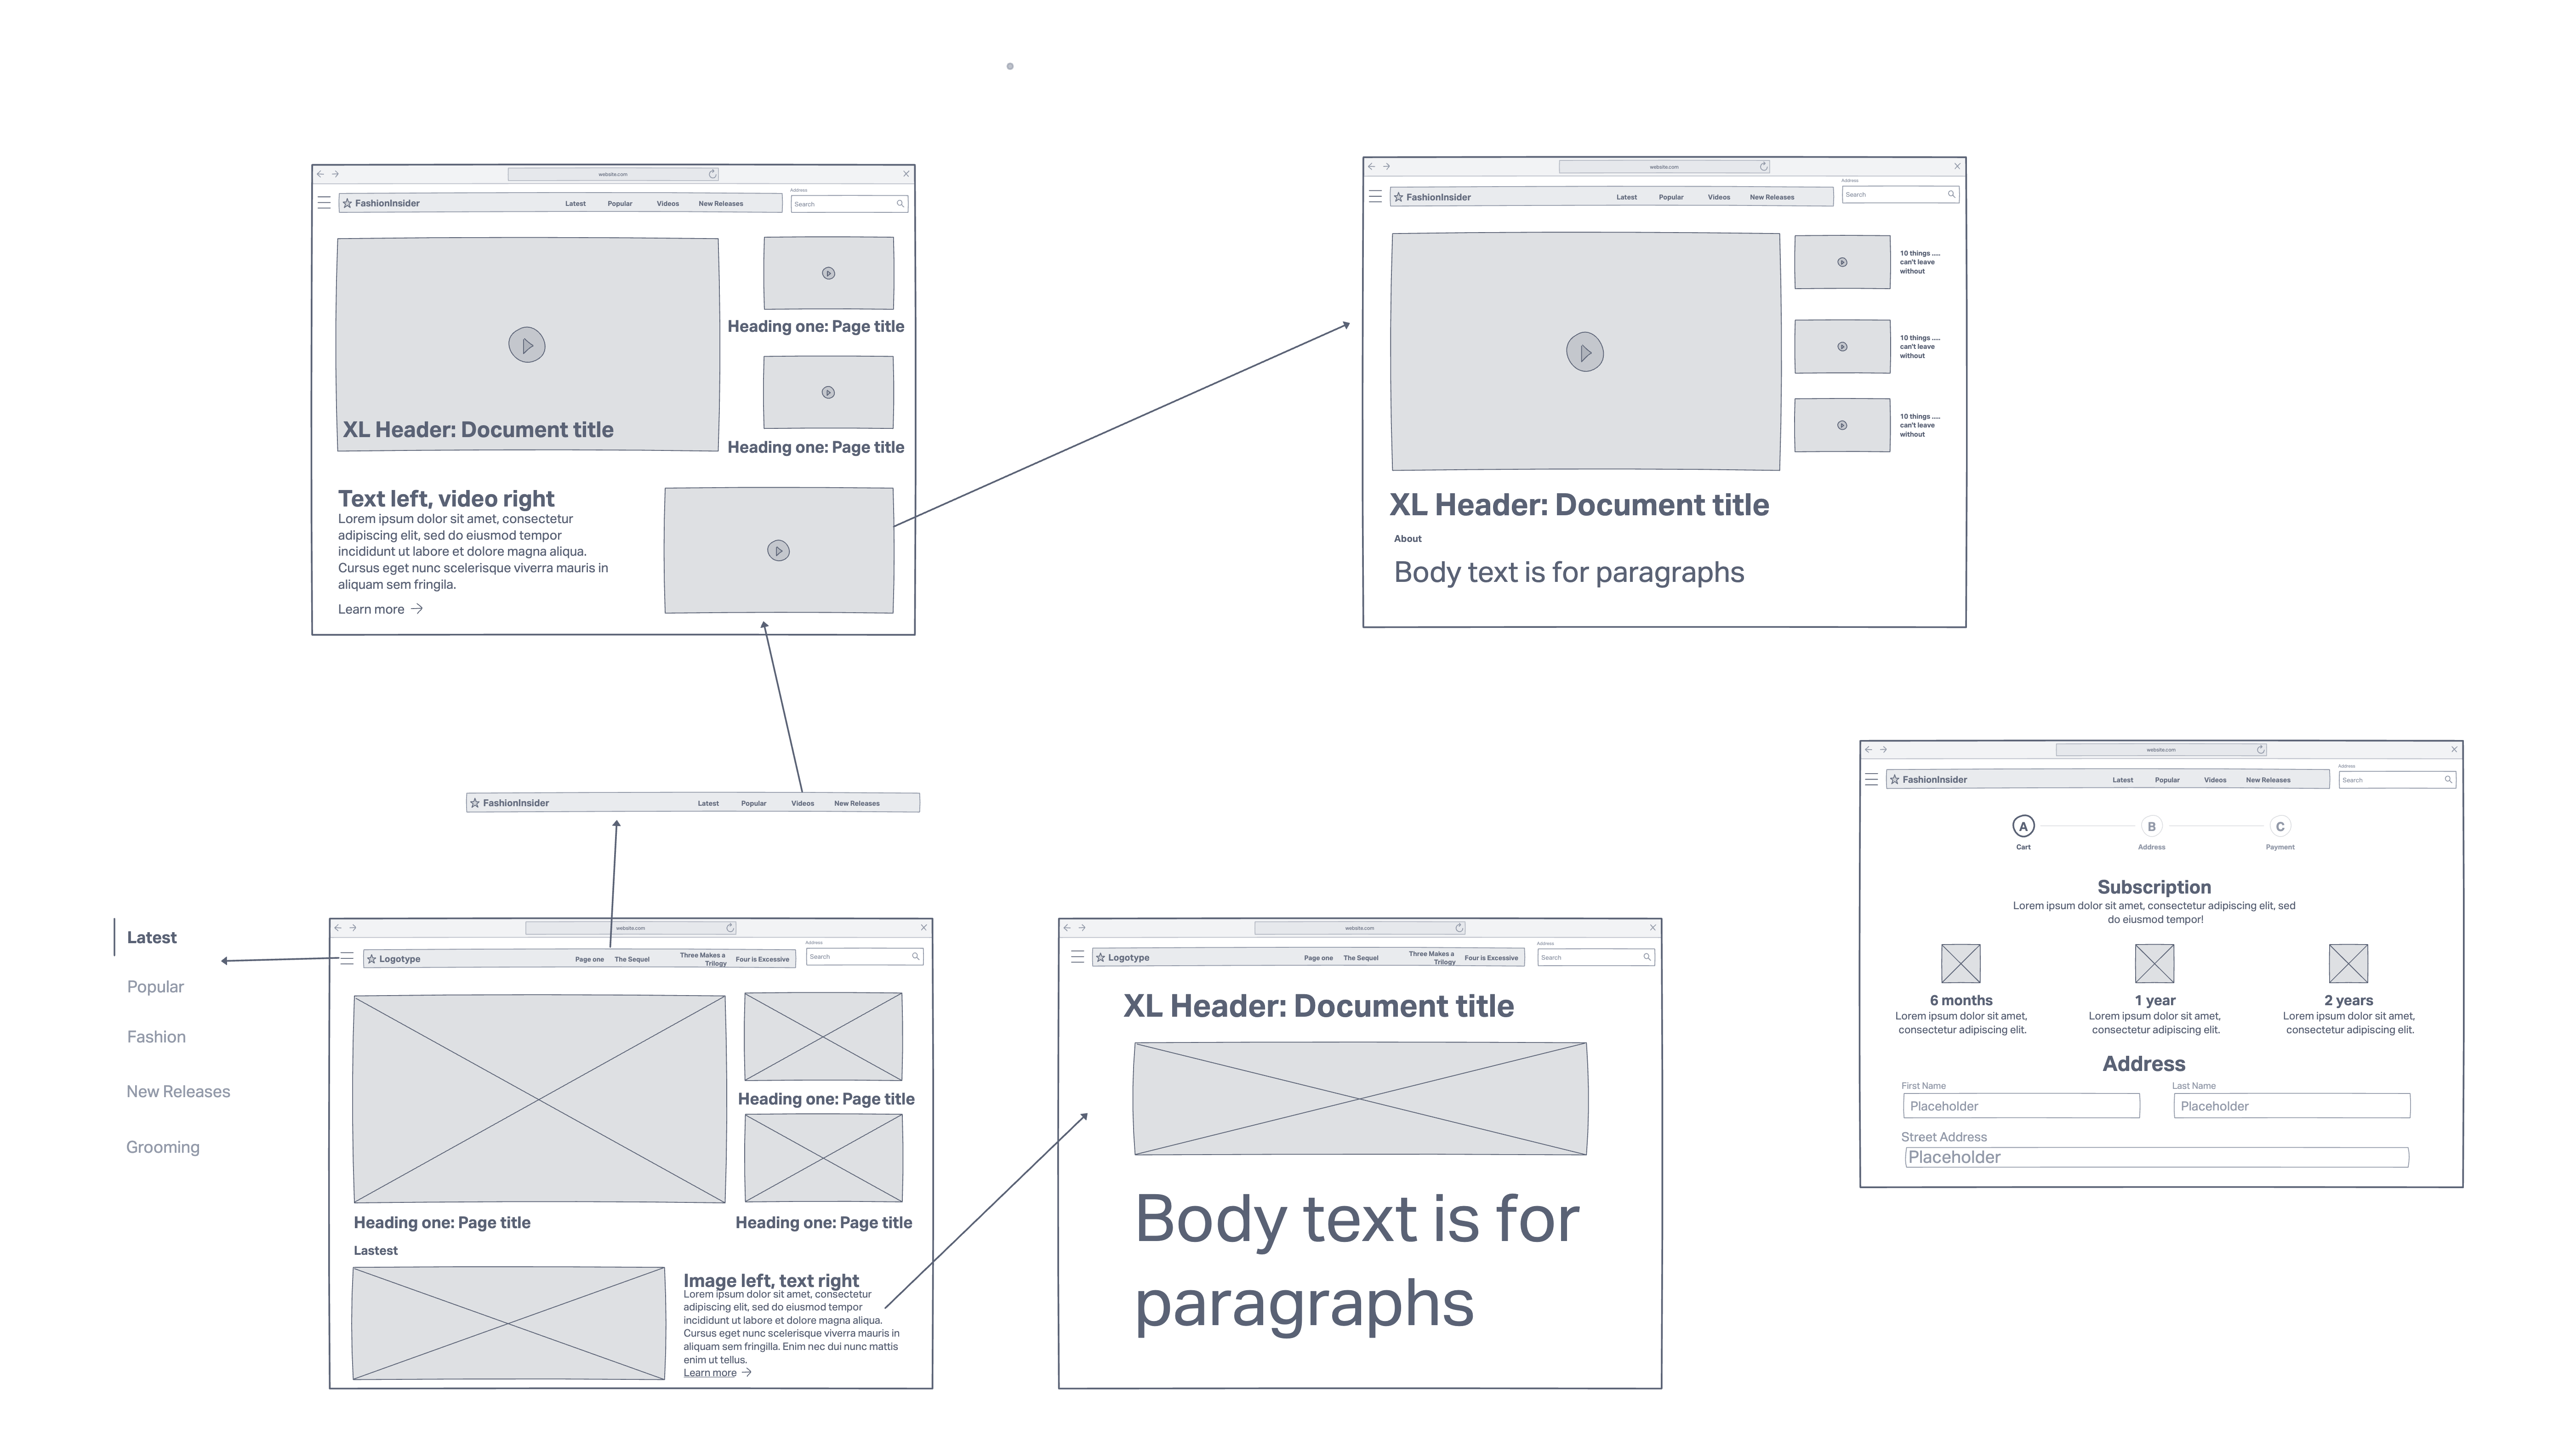 website.com
Address
FashionInsider Latest Popular Videos New Releases
Search
Heading one: Page title
XL Header: Document title
Heading one: Page title
Text left, video right
Lorem ipsum dolor sit amet, consectetur
adipiscing elit, sed do eiusmod tempor
incididunt ut labore et dolore magna aliqua.
Cursus eget nunc scelerisque viverra mauris in
aliquam sem fringila.
Learn more
website.com
Address
FashionInsider Latest Popular Videos New Releases
Search
10 things ....
can't leave
without
10 things ....
can't leave
without
10 things ....
can't leave
without
XL Header: Document title
About
Body text is for paragraphs
FashionInsider Latest Popular Videos New Releases
Latest
Popular
Fashion
New Releases
Grooming
website.com
Address
Logotype Page one The Sequel Three Makes a
Trilogy Four is Excessive
Search
Heading one: Page title
Heading one: Page title
Heading one: Page title
Lastest
Image left, text right
Lorem ipsum dolor sit amet, consectetur
adipiscing elit, sed do eiusmod tempor
incididunt ut labore et dolore magna aliqua.
Cursus eget nunc scelerisque viverra mauris in
aliquam sem fringilla. Enim nec dui nunc mattis
enim ut tellus.
Learn more
website.com
Address
Logotype Page one The Sequel Three Makes a
Trilogy Four is Excessive
Search
XL Header: Document title
Body text is for
paragraphs
website.com
Address
FashionInsider Latest Popular Videos New Releases
Search
A B C
Cart Address Payment
Subscription
Lorem ipsum dolor sit amet, consectetur adipiscing elit, sed
do eiusmod tempor!
6 months
Lorem ipsum dolor sit amet,
consectetur adipiscing elit.
1 year
Lorem ipsum dolor sit amet,
consectetur adipiscing elit.
2 years
Lorem ipsum dolor sit amet,
consectetur adipiscing elit.
Address
First Name Last Name
Placeholder Placeholder
Street Address
Placeholder